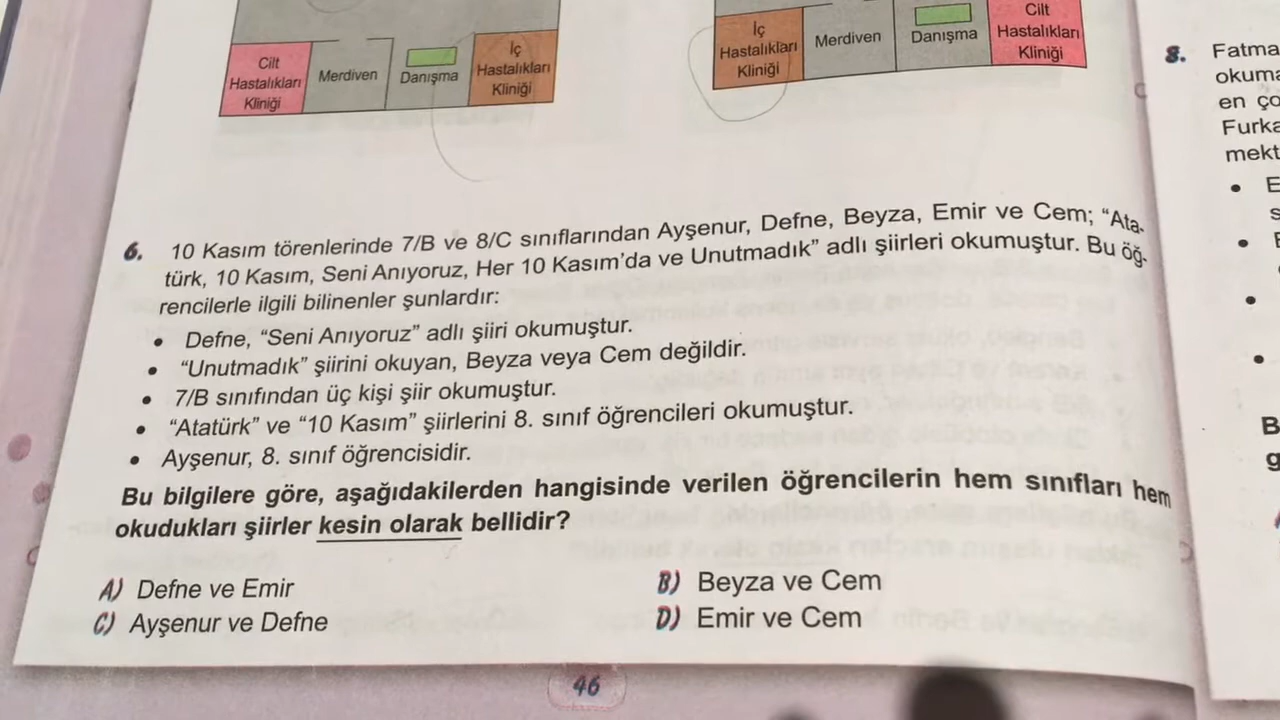 Cilt
Hastalıkları
Kliniği
Merdiven
Danışma
İç
Hastalıkları
Kliniği
İç
Hastalıkları
Kliniği
Merdiven
Danışma
Cilt
Hastalıkları
Kliniği
6. 10 Kasım törenlerinde 7/B ve 8/C sınıflarından Ayşenur, Defne, Beyza, Emir ve Cem; “Ata-
türk, 10 Kasım, Seni Anıyoruz, Her 10 Kasım’da ve Unutmadık” adlı şiirleri okumuştur. Bu öğ-
rencilerle ilgili bilinenler şunlardır:
• Defne, “Seni Anıyoruz” adlı şiiri okumuştur.
• “Unutmadık” şiirini okuyan, Beyza veya Cem değildir.
• 7/B sınıfından üç kişi şiir okumuştur.
• “Atatürk” ve “10 Kasım” şiirlerini 8. sınıf öğrencileri okumuştur.
• Ayşenur, 8. sınıf öğrencisidir.
Bu bilgilere göre, aşağıdakilerden hangisinde verilen öğrencilerin hem sınıfları hem
okudukları şiirler kesin olarak bellidir?
A) Defne ve Emir
B) Beyza ve Cem
C) Ayşenur ve Defne
D) Emir ve Cem
46
8. Fatma
okuma
en ço
Furka
mekt